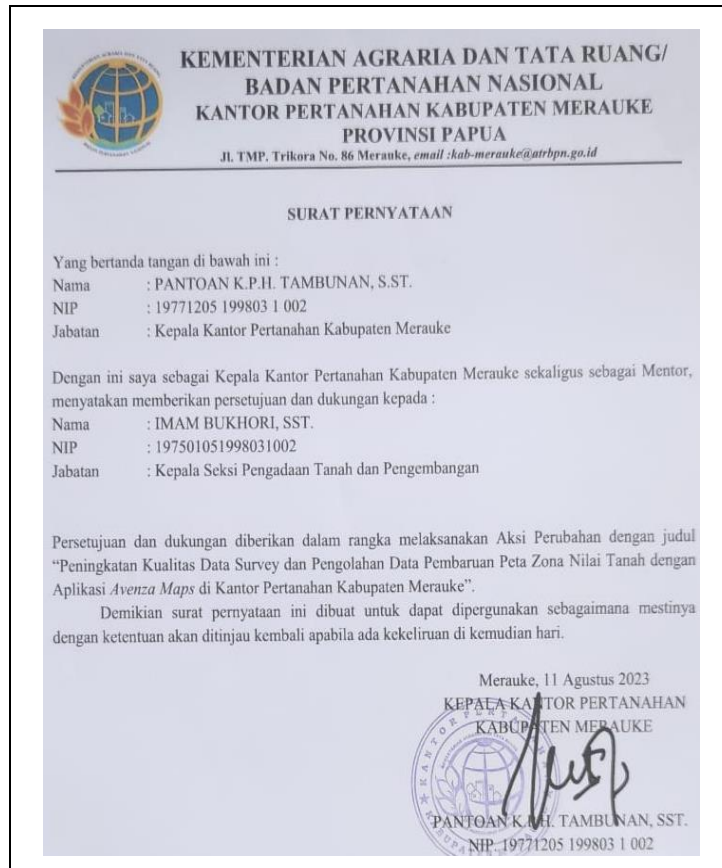 KEMENTERIAN AGRARIA DAN TATA RUANG/
BADAN PERTANAHAN NASIONAL
KANTOR PERTANAHAN KABUPATEN MERAUKE
PROVINSI PAPUA
Jl. TMP. Trikora No. 86 Merauke, email :kab-merauke@atrbpn.go.id
SURAT PERNYATAAN
Yang bertanda tangan di bawah ini :
Nama : PANTOAN K.P.H. TAMBUNAN, S.ST.
NIP : 19771205 199803 1 002
Jabatan : Kepala Kantor Pertanahan Kabupaten Merauke
Dengan ini saya sebagai Kepala Kantor Pertanahan Kabupaten Merauke sekaligus sebagai Mentor,
menyatakan memberikan persetujuan dan dukungan kepada :
Nama : IMAM BUKHORI, SST.
NIP : 197501051998031002
Jabatan : Kepala Seksi Pengadaan Tanah dan Pengembangan
Persetujuan dan dukungan diberikan dalam rangka melaksanakan Aksi Perubahan dengan judul
“Peningkatan Kualitas Data Survey dan Pengolahan Data Pembaruan Peta Zona Nilai Tanah dengan
Aplikasi Avenza Maps di Kantor Pertanahan Kabupaten Merauke”.
Demikian surat pernyataan ini dibuat untuk dapat dipergunakan sebagaimana mestinya
dengan ketentuan akan ditinjau kembali apabila ada kekeliruan di kemudian hari.
Merauke, 11 Agustus 2023
KEPALA KANTOR PERTANAHAN
KABUPATEN MERAUKE
PANTOAN K.P.H. TAMBUNAN, SST.
NIP. 19771205 199803 1 002